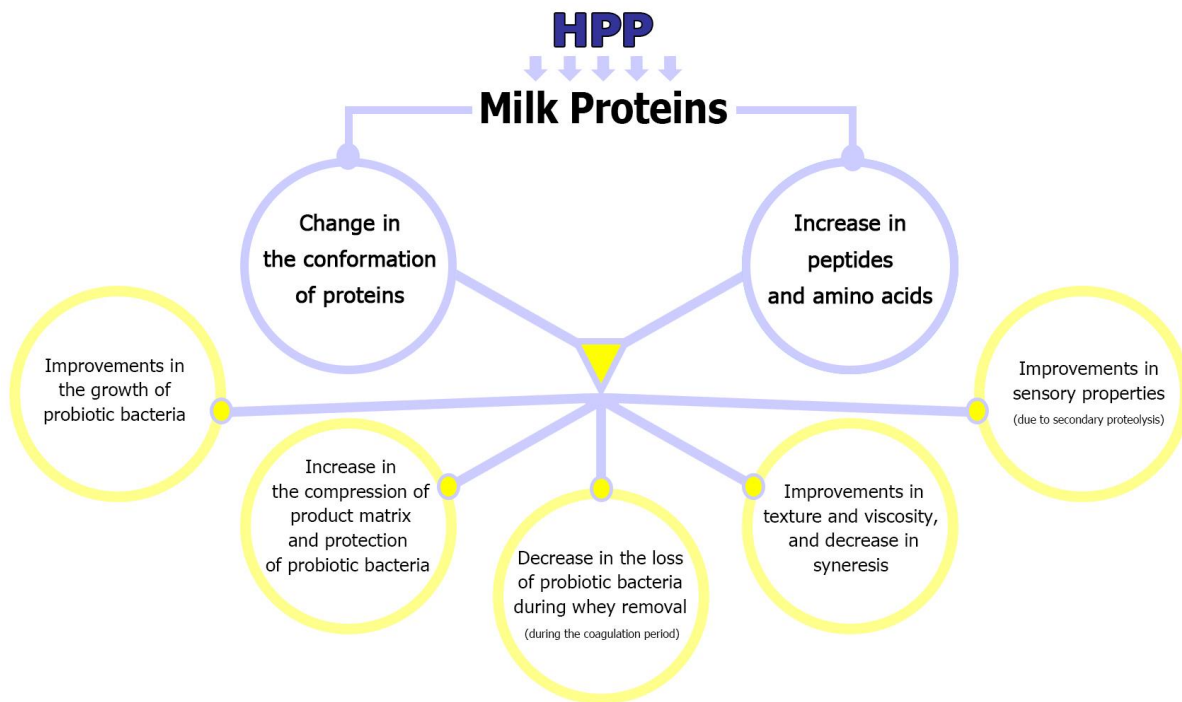 HPP
Milk Proteins
Change in
the conformation
of proteins
Increase in
peptides
and amino acids
Improvements in
the growth of
probiotic bacteria
Increase in
the compression of
product matrix
and protection
of probiotic bacteria
Decrease in the loss
of probiotic bacteria
during whey removal
(during the coagulation period)
Improvements in
texture and viscosity,
and decrease in
syneresis
Improvements in
sensory properties
(due to secondary proteolysis)